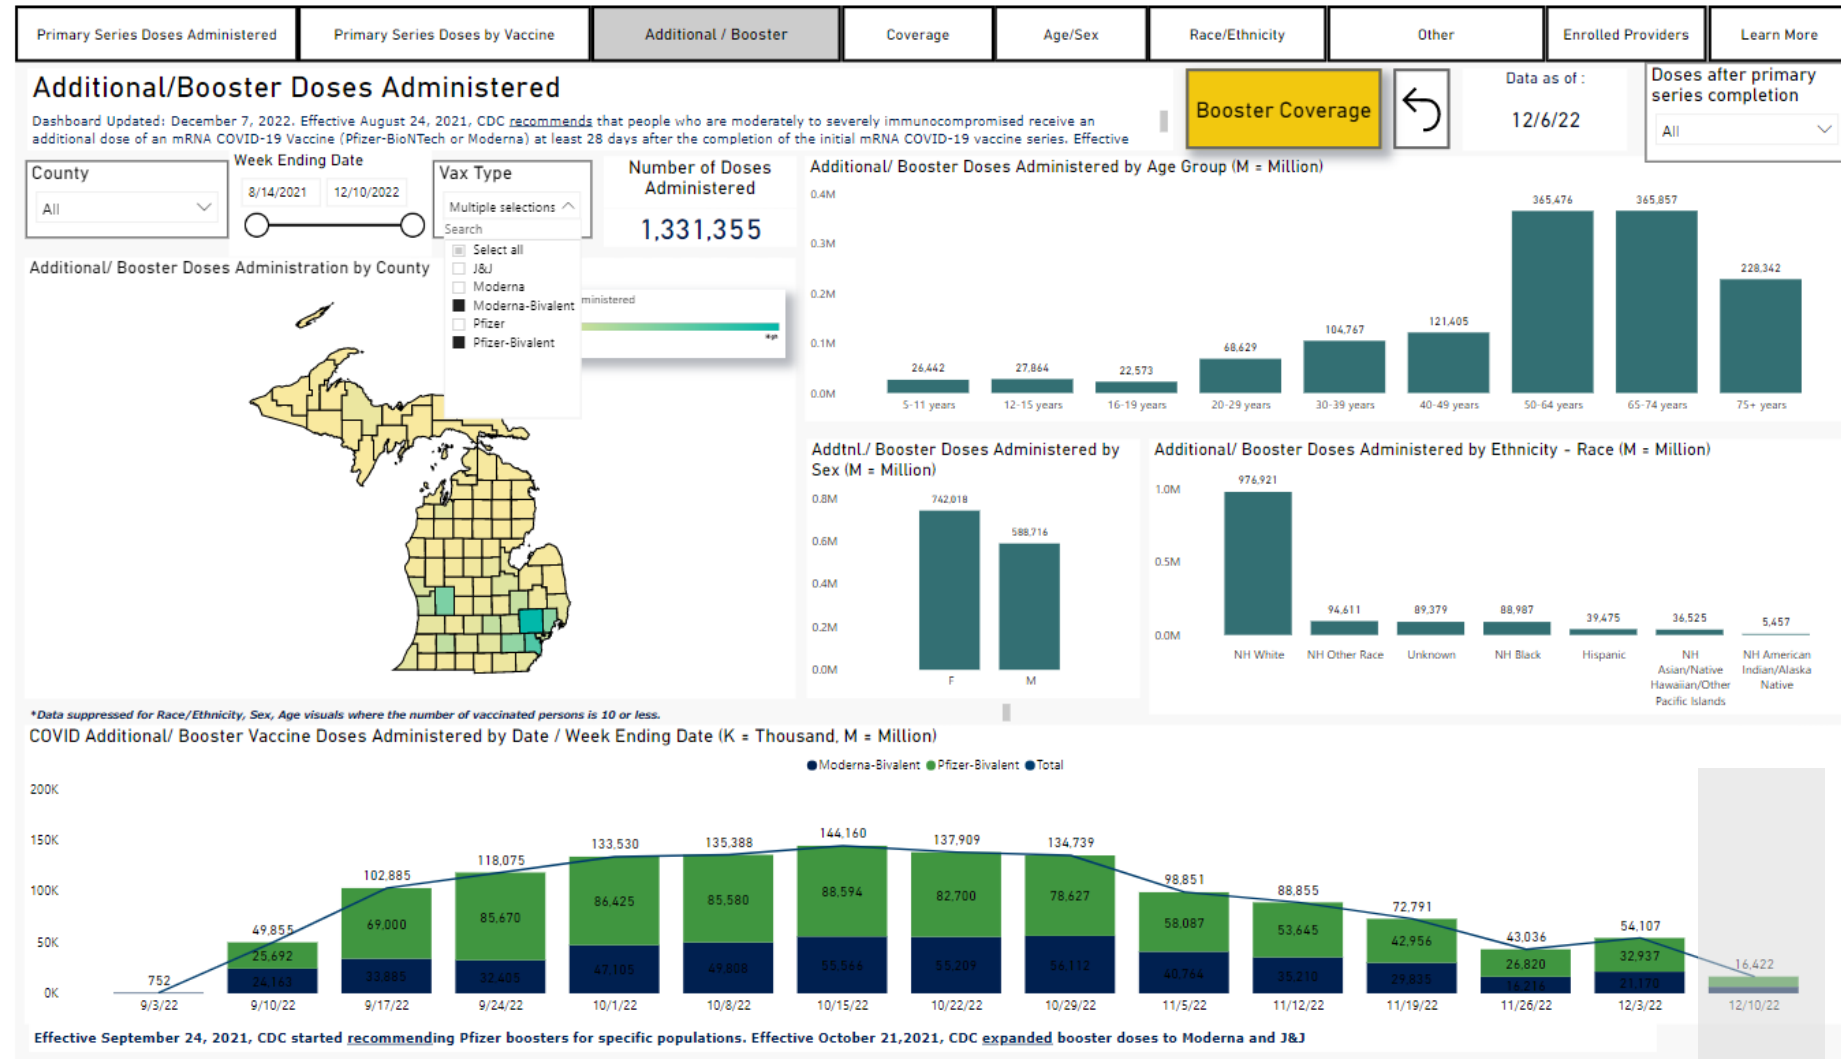 Primary Series Doses Administered
Primary Series Doses by Vaccine
Additional / Booster
Coverage
Age/Sex
Race/Ethnicity
Other
Enrolled Providers
Learn More
Additional/Booster Doses Administered
Dashboard Updated: December 7, 2022. Effective August 24, 2021, CDC recommends that people who are moderately to severely immunocompromised receive an
additional dose of an mRNA COVID-19 Vaccine (Pfizer-BioNTech or Moderna) at least 28 days after the completion of the initial mRNA COVID-19 vaccine series. Effective
Booster Coverage
Data as of :
12/6/22
Doses after primary
series completion
All
County
All
Week Ending Date
8/14/2021 12/10/2022
Vax Type
Multiple selections
Search
Select all
J&J
Moderna
Moderna-Bivalent
Pfizer
Pfizer-Bivalent
Number of Doses
Administered
1,331,355
Additional/ Booster Doses Administration by County
ministered
High
Additional/ Booster Doses Administered by Age Group (M = Million)
0.4M
0.3M
0.2M
0.1M
0.0M
26,442
27,864
22,573
68,629
104,767
121,405
365,476
365,857
228,342
5-11 years
12-15 years
16-19 years
20-29 years
30-39 years
40-49 years
50-64 years
65-74 years
75+ years
Addtnl./ Booster Doses Administered by
Sex (M = Million)
0.8M
0.6M
0.4M
0.2M
0.0M
742,018
588,716
F
M
Additional/ Booster Doses Administered by Ethnicity - Race (M = Million)
1.0M
0.5M
0.0M
976,921
94,611
89,379
88,987
39,475
36,525
5,457
NH White
NH Other Race
Unknown
NH Black
Hispanic
NH
Asian/Native
Hawaiian/Other
Pacific Islands
NH American
Indian/Alaska
Native
*Data suppressed for Race/Ethnicity, Sex, Age visuals where the number of vaccinated persons is 10 or less.
COVID Additional/ Booster Vaccine Doses Administered by Date / Week Ending Date (K = Thousand, M = Million)
Moderna-Bivalent Pfizer-Bivalent Total
200K
150K
100K
50K
0K
752
49,855
102,885
118,075
133,530
135,388
144,160
137,909
134,739
98,851
88,855
72,791
43,036
54,107
16,422
25,692
69,000
85,670
86,425
85,580
88,594
82,700
78,627
58,087
53,645
42,956
26,820
32,937
24,163
33,885
32,405
47,105
49,808
55,566
55,209
56,112
40,764
35,210
29,835
16,216
21,170
9/3/22
9/10/22
9/17/22
9/24/22
10/1/22
10/8/22
10/15/22
10/22/22
10/29/22
11/5/22
11/12/22
11/19/22
11/26/22
12/3/22
12/10/22
Effective September 24, 2021, CDC started recommending Pfizer boosters for specific populations. Effective October 21,2021, CDC expanded booster doses to Moderna and J&J